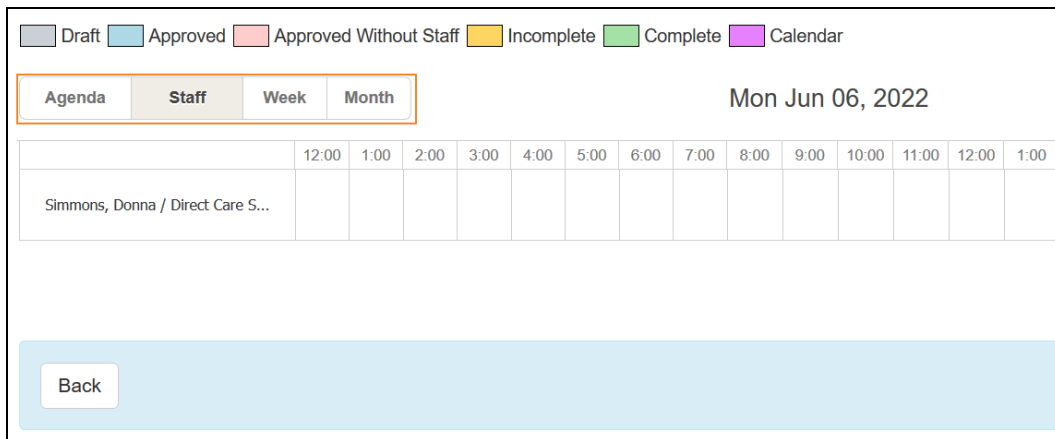 Draft Approved Approved Without Staff Incomplete Complete Calendar
Agenda Staff Week Month Mon Jun 06, 2022
12:00 1:00 2:00 3:00 4:00 5:00 6:00 7:00 8:00 9:00 10:00 11:00 12:00 1:00
Simmons, Donna / Direct Care S...
Back